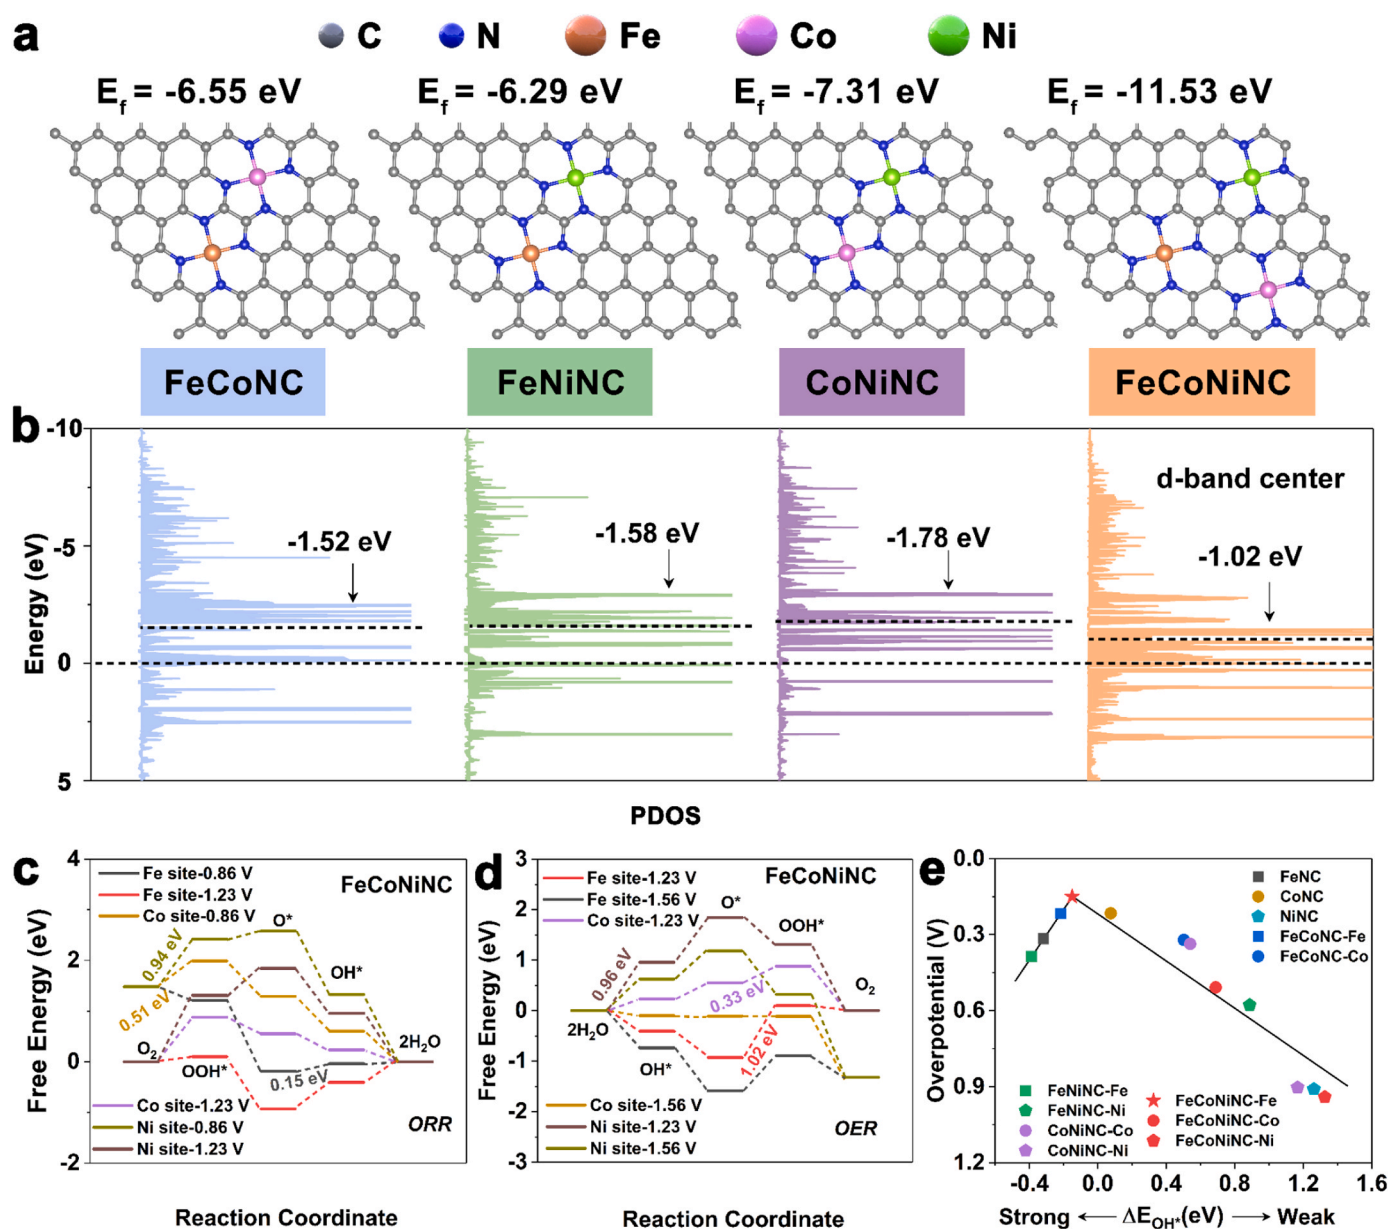 a
C N Fe Co Ni
E_f = -6.55 eV E_f = -6.29 eV E_f = -7.31 eV E_f = -11.53 eV
FeCoNC FeNiNC CoNiNC FeCoNiNC
b
-10
-5
0
5
Energy (eV)
-1.52 eV
-1.58 eV
-1.78 eV
d-band center
-1.02 eV
PDOS
c
4
2
0
-2
Free Energy (eV)
Fe site-0.86 V
Fe site-1.23 V
Co site-0.86 V
FeCoNiNC
O*
0.94 eV
OH*
0.51 eV
O2
2H2O
OOH*
0.15 eV
Co site-1.23 V
Ni site-0.86 V
Ni site-1.23 V
ORR
Reaction Coordinate
d
3
2
1
0
-1
-2
-3
Free Energy (eV)
Fe site-1.23 V
Fe site-1.56 V
Co site-1.23 V
FeCoNiNC
O*
OOH*
0.96 eV
0.33 eV
O2
2H2O
OH*
1.02 eV
Co site-1.56 V
Ni site-1.23 V
Ni site-1.56 V
OER
Reaction Coordinate
e
0.0
0.3
0.6
0.9
1.2
Overpotential (V)
FeNC
CoNC
NiNC
FeCoNC-Fe
FeCoNC-Co
FeNiNC-Fe
FeNiNC-Ni
CoNiNC-Co
CoNiNC-Ni
FeCoNiNC-Fe
FeCoNiNC-Co
FeCoNiNC-Ni
-0.4 0.0 0.4 0.8 1.2 1.6
Strong ← ΔE_OH*(eV) → Weak